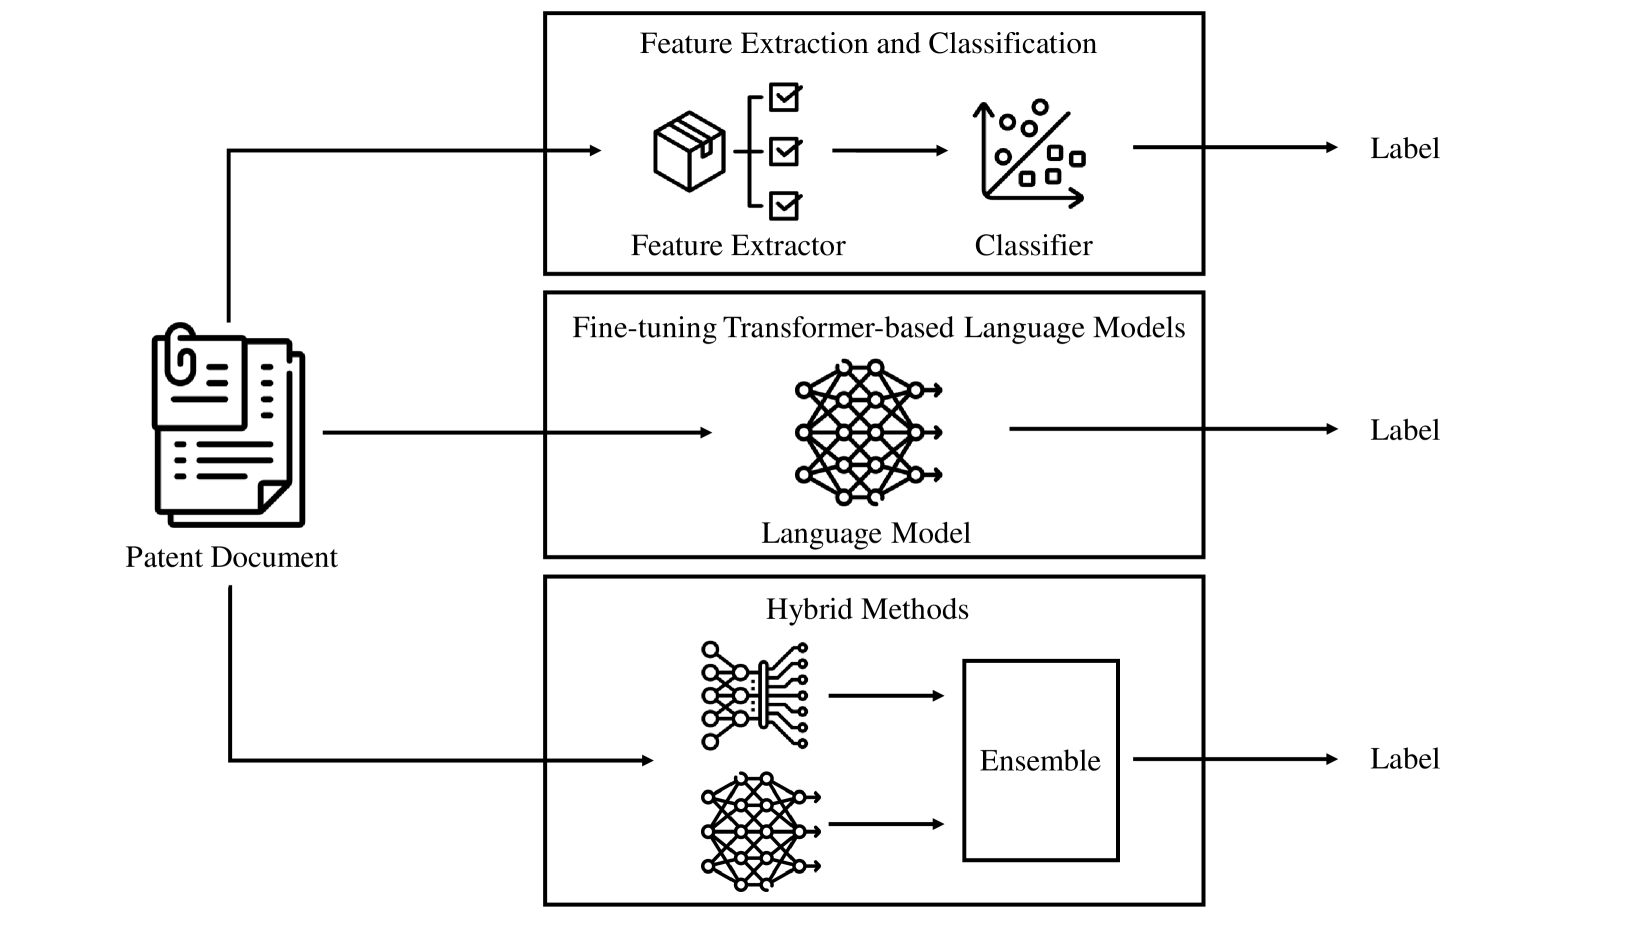 Feature Extraction and Classification
Feature Extractor
Classifier
Label
Fine-tuning Transformer-based Language Models
Language Model
Label
Patent Document
Hybrid Methods
Ensemble
Label